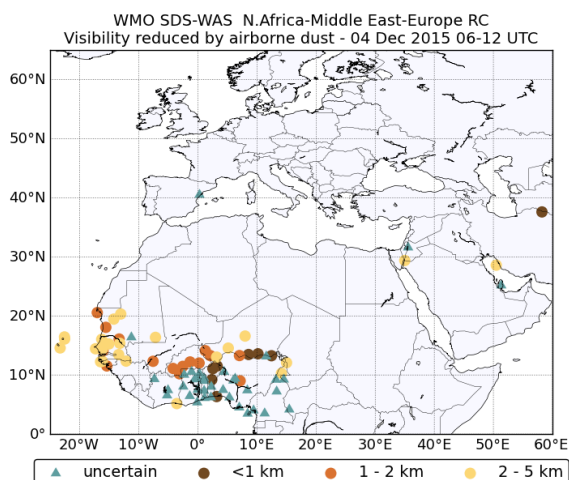 WMO SDS-WAS N.Africa-Middle East-Europe RC
Visibility reduced by airborne dust - 04 Dec 2015 06-12 UTC
60°N
50°N
40°N
30°N
20°N
10°N
0°
20°W 10°W 0° 10°E 20°E 30°E 40°E 50°E 60°E
uncertain <1 km 1 - 2 km 2 - 5 km